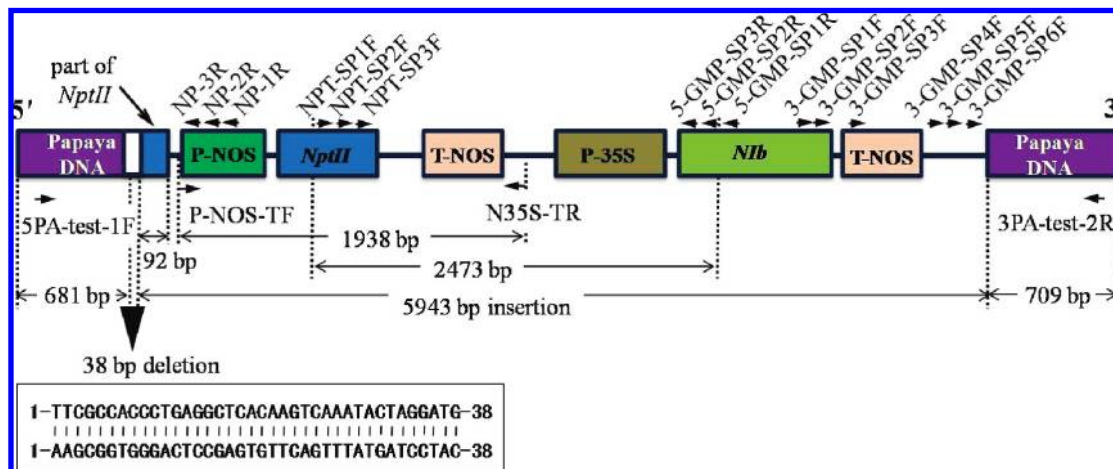 part of
NptII
NP-3R
NP-2R
NP-1R
NPT-SP1F
NPT-SP2F
NPT-SP3F
5-GMP-SP3R
5-GMP-SP2R
5-GMP-SP1R
3-GMP-SP1F
3-GMP-SP2F
3-GMP-SP3F
3-GMP-SP4F
3-GMP-SP5F
3-GMP-SP6F
5'
3
Papaya
DNA
P-NOS
NptII
T-NOS
P-35S
NIb
T-NOS
Papaya
DNA
5PA-test-1F
P-NOS-TF
N35S-TR
3PA-test-2R
1938 bp
92 bp
2473 bp
681 bp
5943 bp insertion
709 bp
38 bp deletion
1-TTCGCCACCCTGAGGCTCACAAGTCAAATACTAGGATG-38
1-AAGCGGTGGGACTCCGAGTGTTCAGTTTATGATCCTAC-38